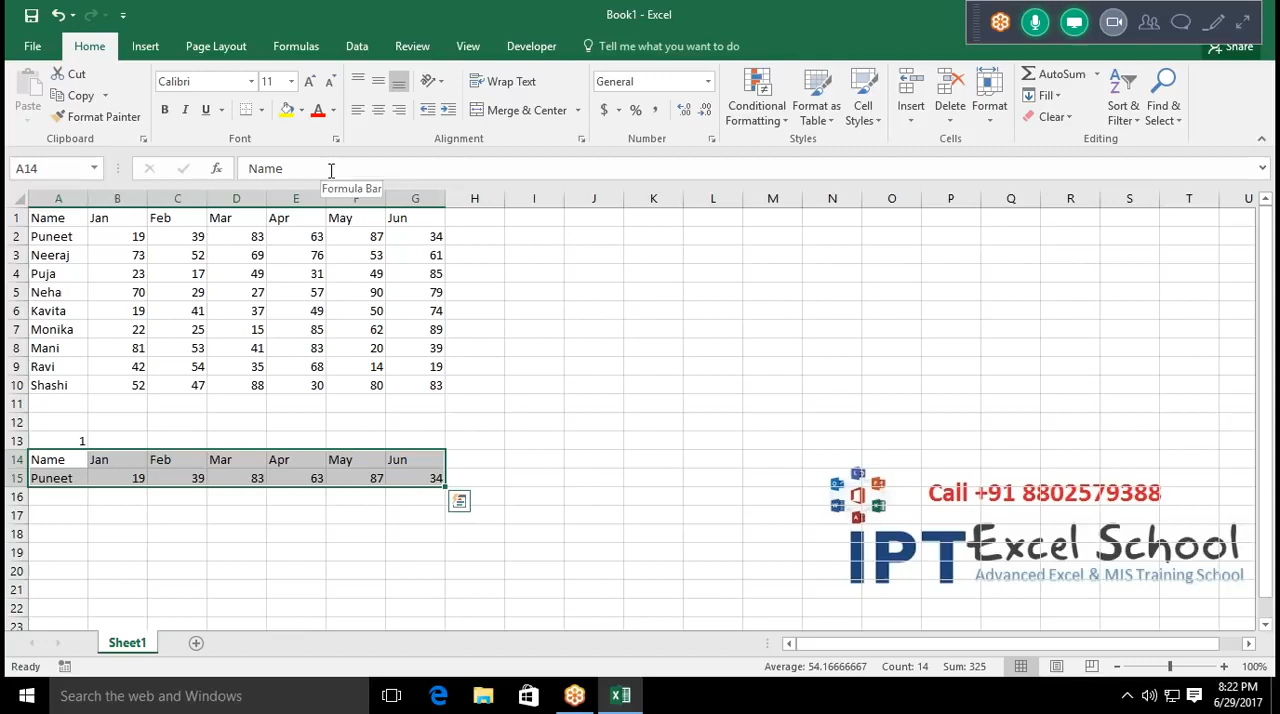 Book1 - Excel
File Home Insert Page Layout Formulas Data Review View Developer Tell me what you want to do Share
Paste Cut Copy Format Painter
Calibri 11
B I U A
Wrap Text
Merge & Center
General
$ % ,
Conditional Formatting Format as Table Cell Styles
Insert Delete Format
AutoSum Fill Clear
Sort & Filter Find & Select
Clipboard Font Alignment Number Styles Cells Editing
A14 fx Name
Formula Bar
A B C D E F G H I J K L M N O P Q R S T U
1 Name Jan Feb Mar Apr May Jun
2 Puneet 19 39 83 63 87 34
3 Neeraj 73 52 69 76 53 61
4 Puja 23 17 49 31 49 85
5 Neha 70 29 27 57 90 79
6 Kavita 19 41 37 49 50 74
7 Monika 22 25 15 85 62 89
8 Mani 81 53 41 83 20 39
9 Ravi 42 54 35 68 14 19
10 Shashi 52 47 88 30 80 83
11
12
13 1
14 Name Jan Feb Mar Apr May Jun
15 Puneet 19 39 83 63 87 34
16
17
18
19
20
21
22
23
Call +91 8802579388
IPT Excel School
Advanced Excel & MIS Training School
Sheet1
Ready Average: 54.16666667 Count: 14 Sum: 325 100%
Search the web and Windows
8:22 PM
6/29/2017